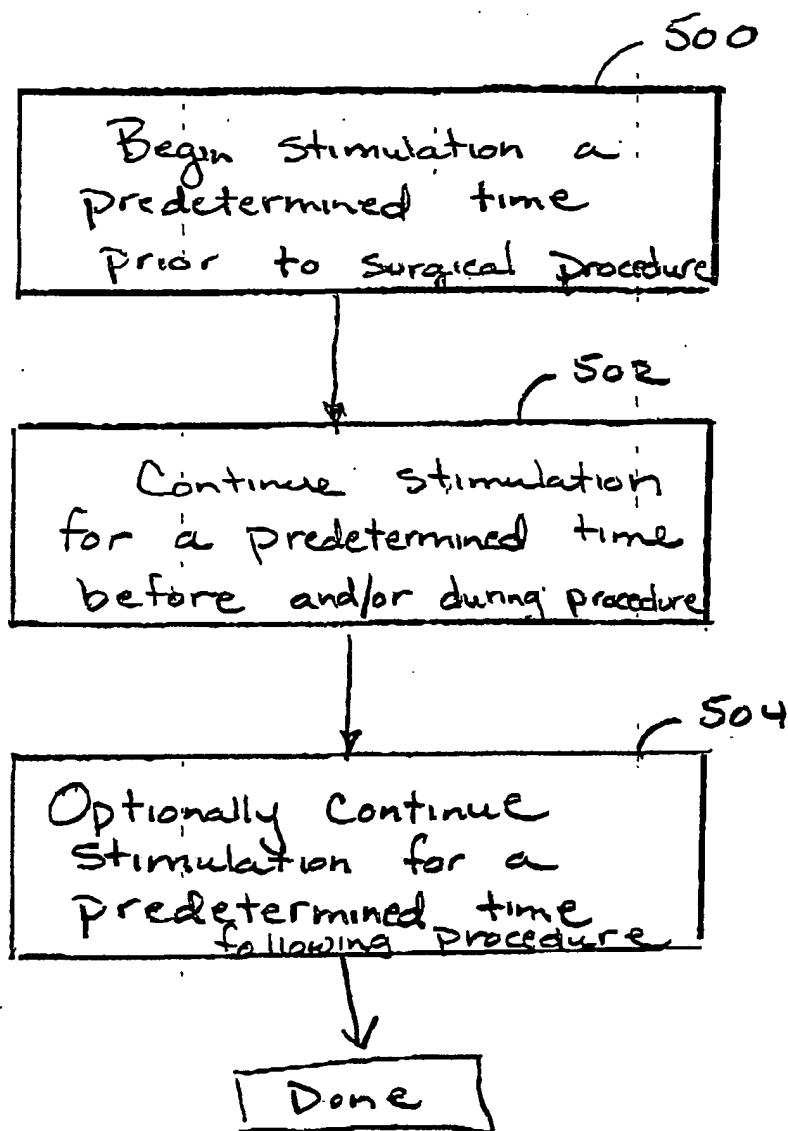 500
Begin stimulation a
predetermined time
prior to surgical procedure
502
Continue stimulation
for a predetermined time
before and/or during procedure
504
Optionally continue
stimulation for a
predetermined time
following procedure
Done